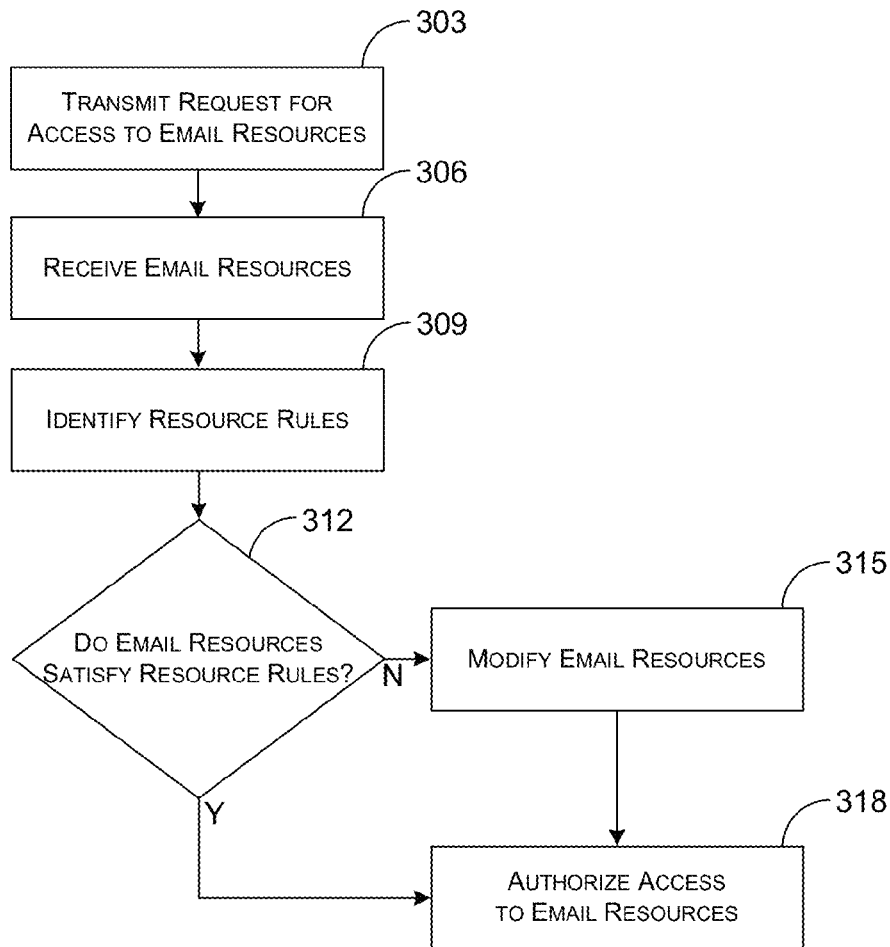 303
TRANSMIT REQUEST FOR
ACCESS TO EMAIL RESOURCES
306
RECEIVE EMAIL RESOURCES
309
IDENTIFY RESOURCE RULES
312
DO EMAIL RESOURCES
SATISFY RESOURCE RULES?
N
315
MODIFY EMAIL RESOURCES
Y
318
AUTHORIZE ACCESS
TO EMAIL RESOURCES